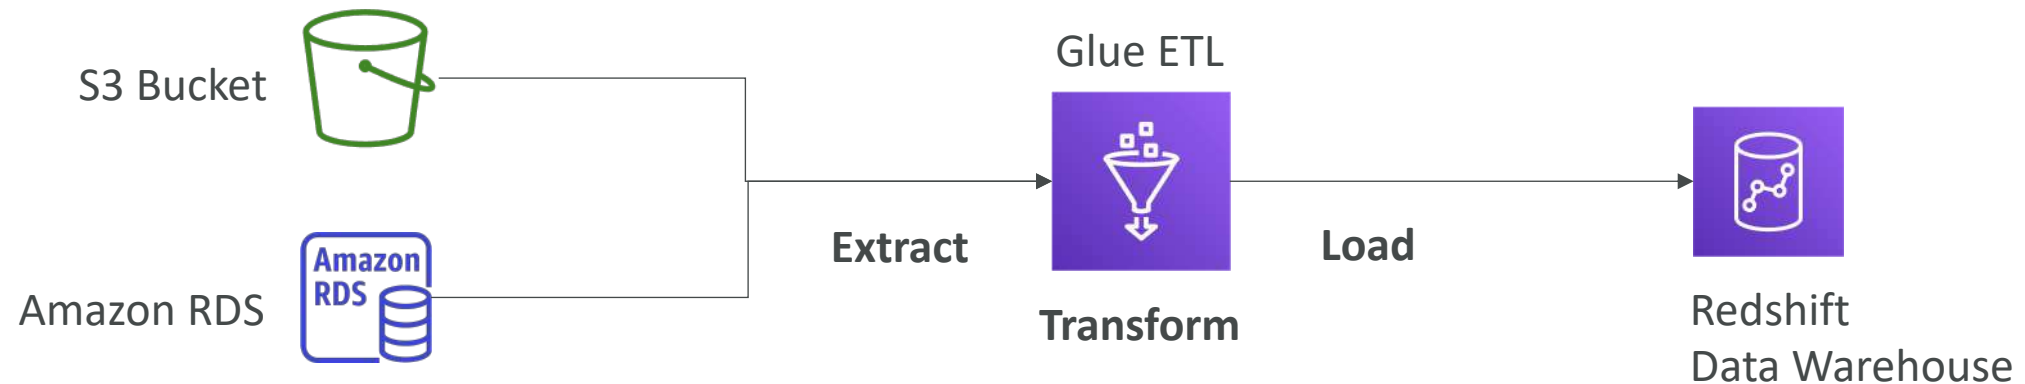 S3 Bucket
Amazon RDS
Amazon
RDS
Extract
Glue ETL
Transform
Load
Redshift
Data Warehouse